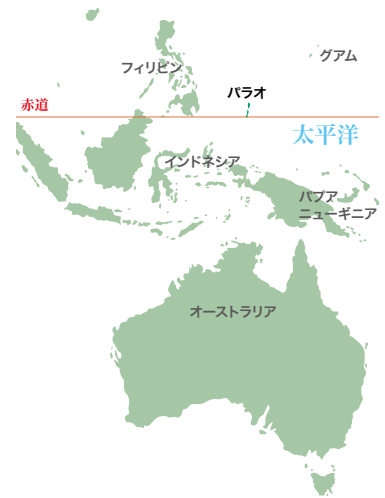 グアム
フィリピン
パラオ
赤道
太平洋
インドネシア
パプア
ニューギニア
オーストラリア